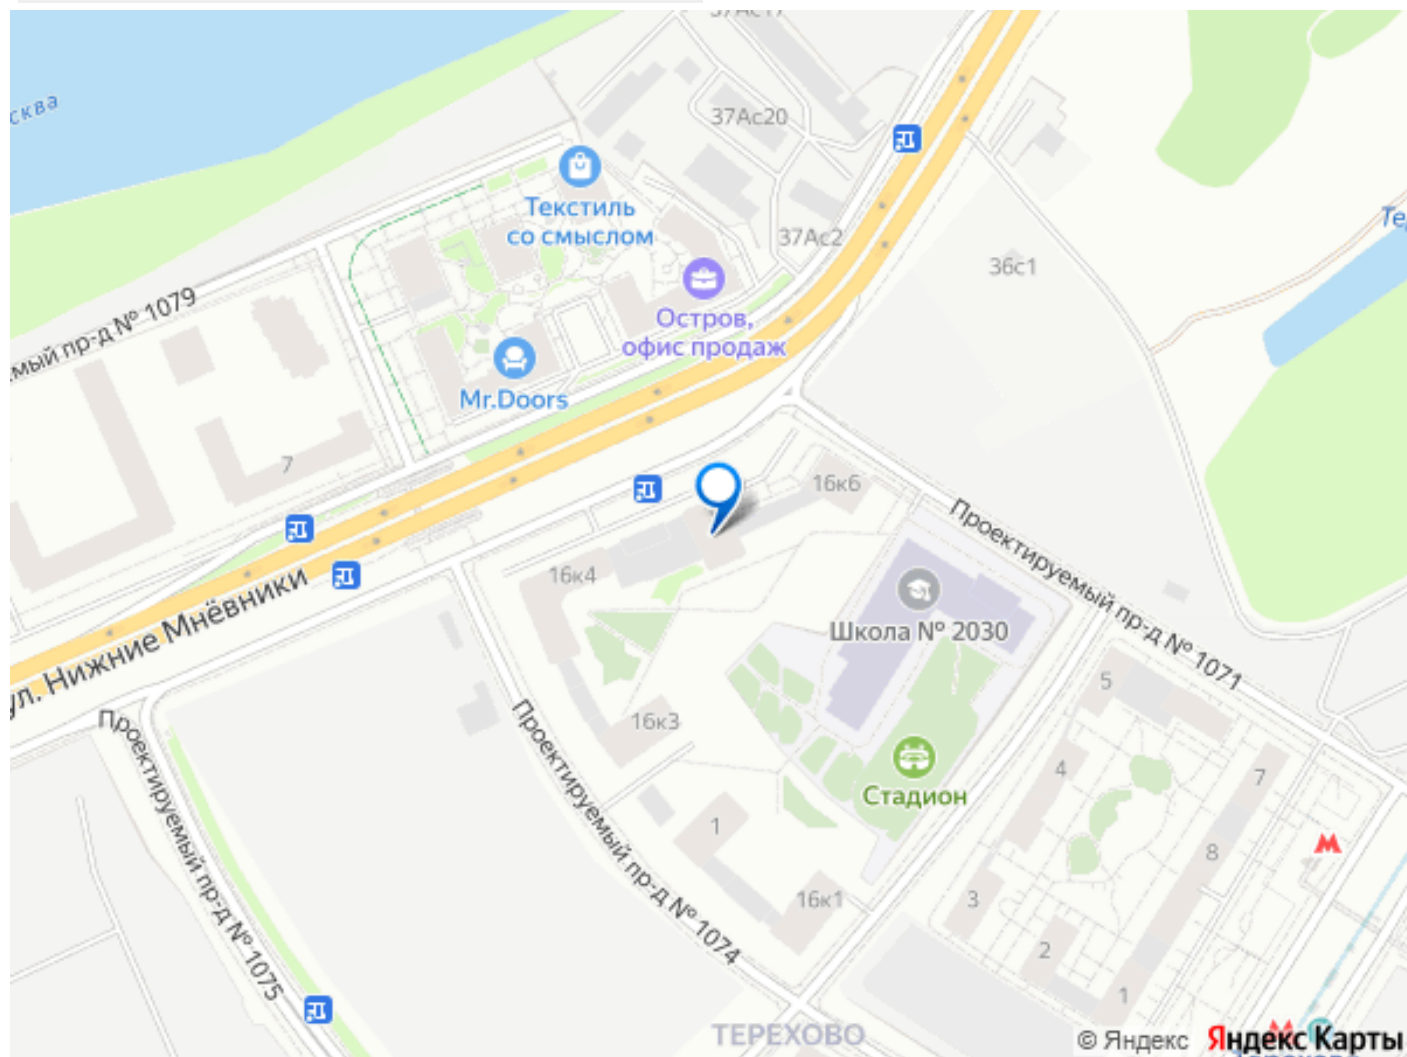 37Ас17
сква
37Ас20
Текстиль
со смыслом
37Ас2
36с1
Остров,
офис продаж
мый пр-д № 1079
Mr.Doors
7
16к6
Проектируемый пр-д № 1071
16к4
Школа № 2030
ул. Нижние Мнёвники
16к3
5
4
7
Стадион
1
8
3
16к1
2
1
Проектируемый пр-д № 1075
Проектируемый пр-д № 1074
ТЕРЕХОВО
© Яндекс Яндекс Карты